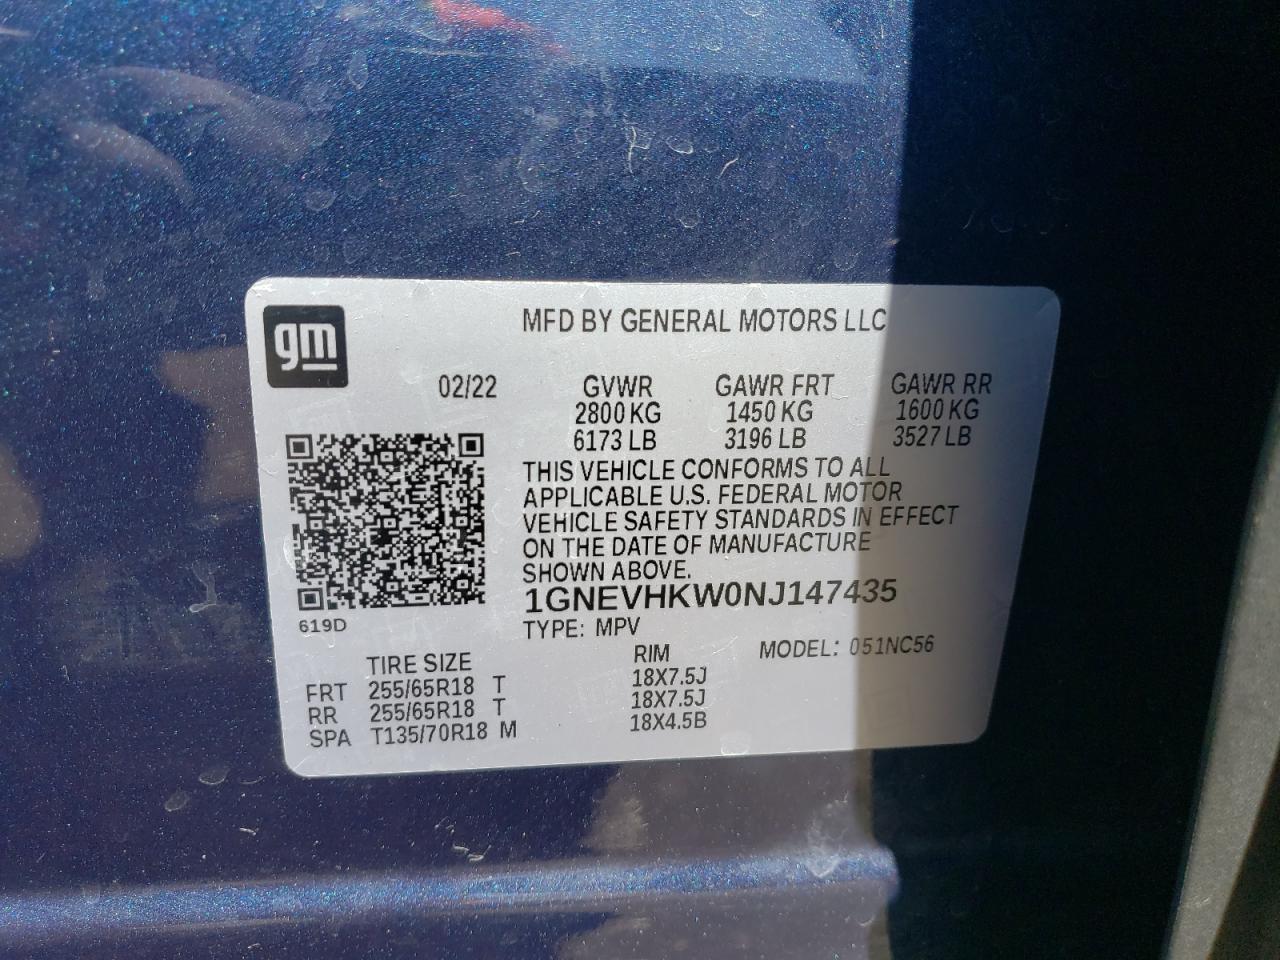 gm
MFD BY GENERAL MOTORS LLC
02/22 GVWR GAWR FRT GAWR RR
2800 KG 1450 KG 1600 KG
6173 LB 3196 LB 3527 LB
THIS VEHICLE CONFORMS TO ALL
APPLICABLE U.S. FEDERAL MOTOR
VEHICLE SAFETY STANDARDS IN EFFECT
ON THE DATE OF MANUFACTURE
SHOWN ABOVE.
1GNEVHKW0NJ147435
619D TYPE: MPV
TIRE SIZE RIM MODEL: 051NC56
FRT 255/65R18 T 18X7.5J
RR 255/65R18 T 18X7.5J
SPA T135/70R18 M 18X4.5B